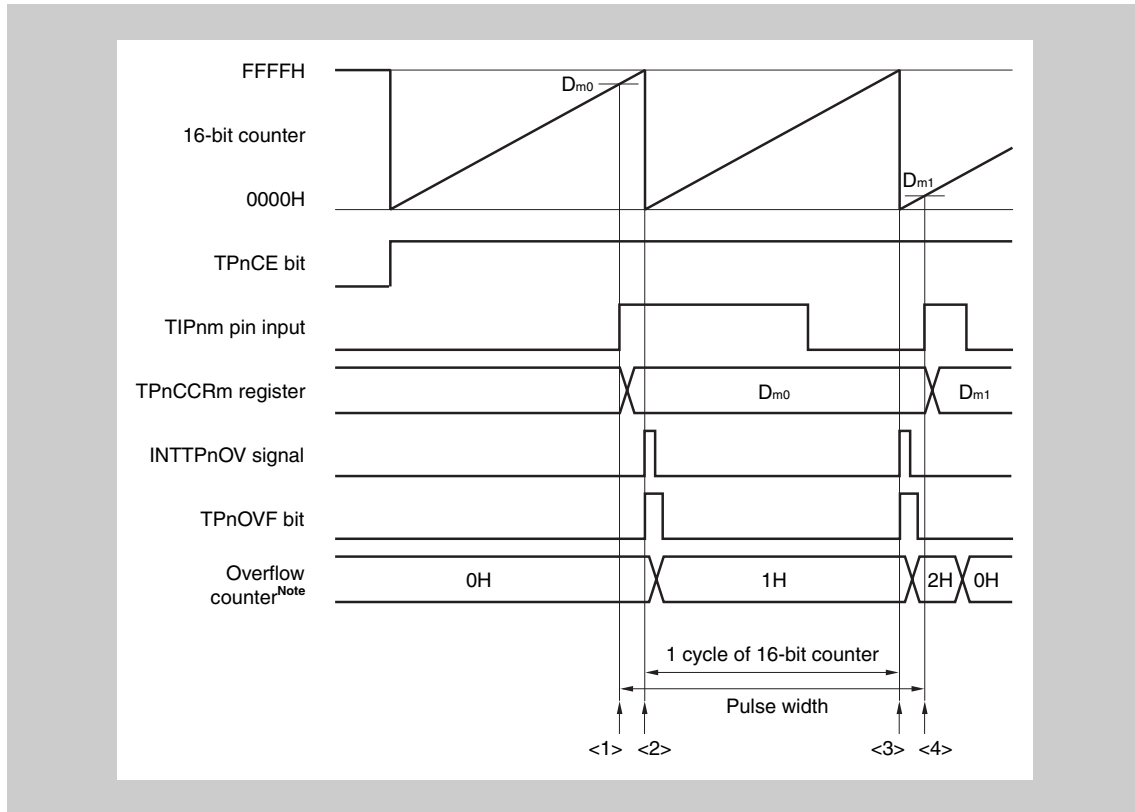 FFFFH
Dm0
16-bit counter
Dm1
0000H
TPnCE bit
TIPnm pin input
TPnCCRm register
Dm0
Dm1
INTTPnOV signal
TPnOVF bit
Overflow
counterNote
0H
1H
2H
0H
1 cycle of 16-bit counter
Pulse width
<1> <2> <3> <4>